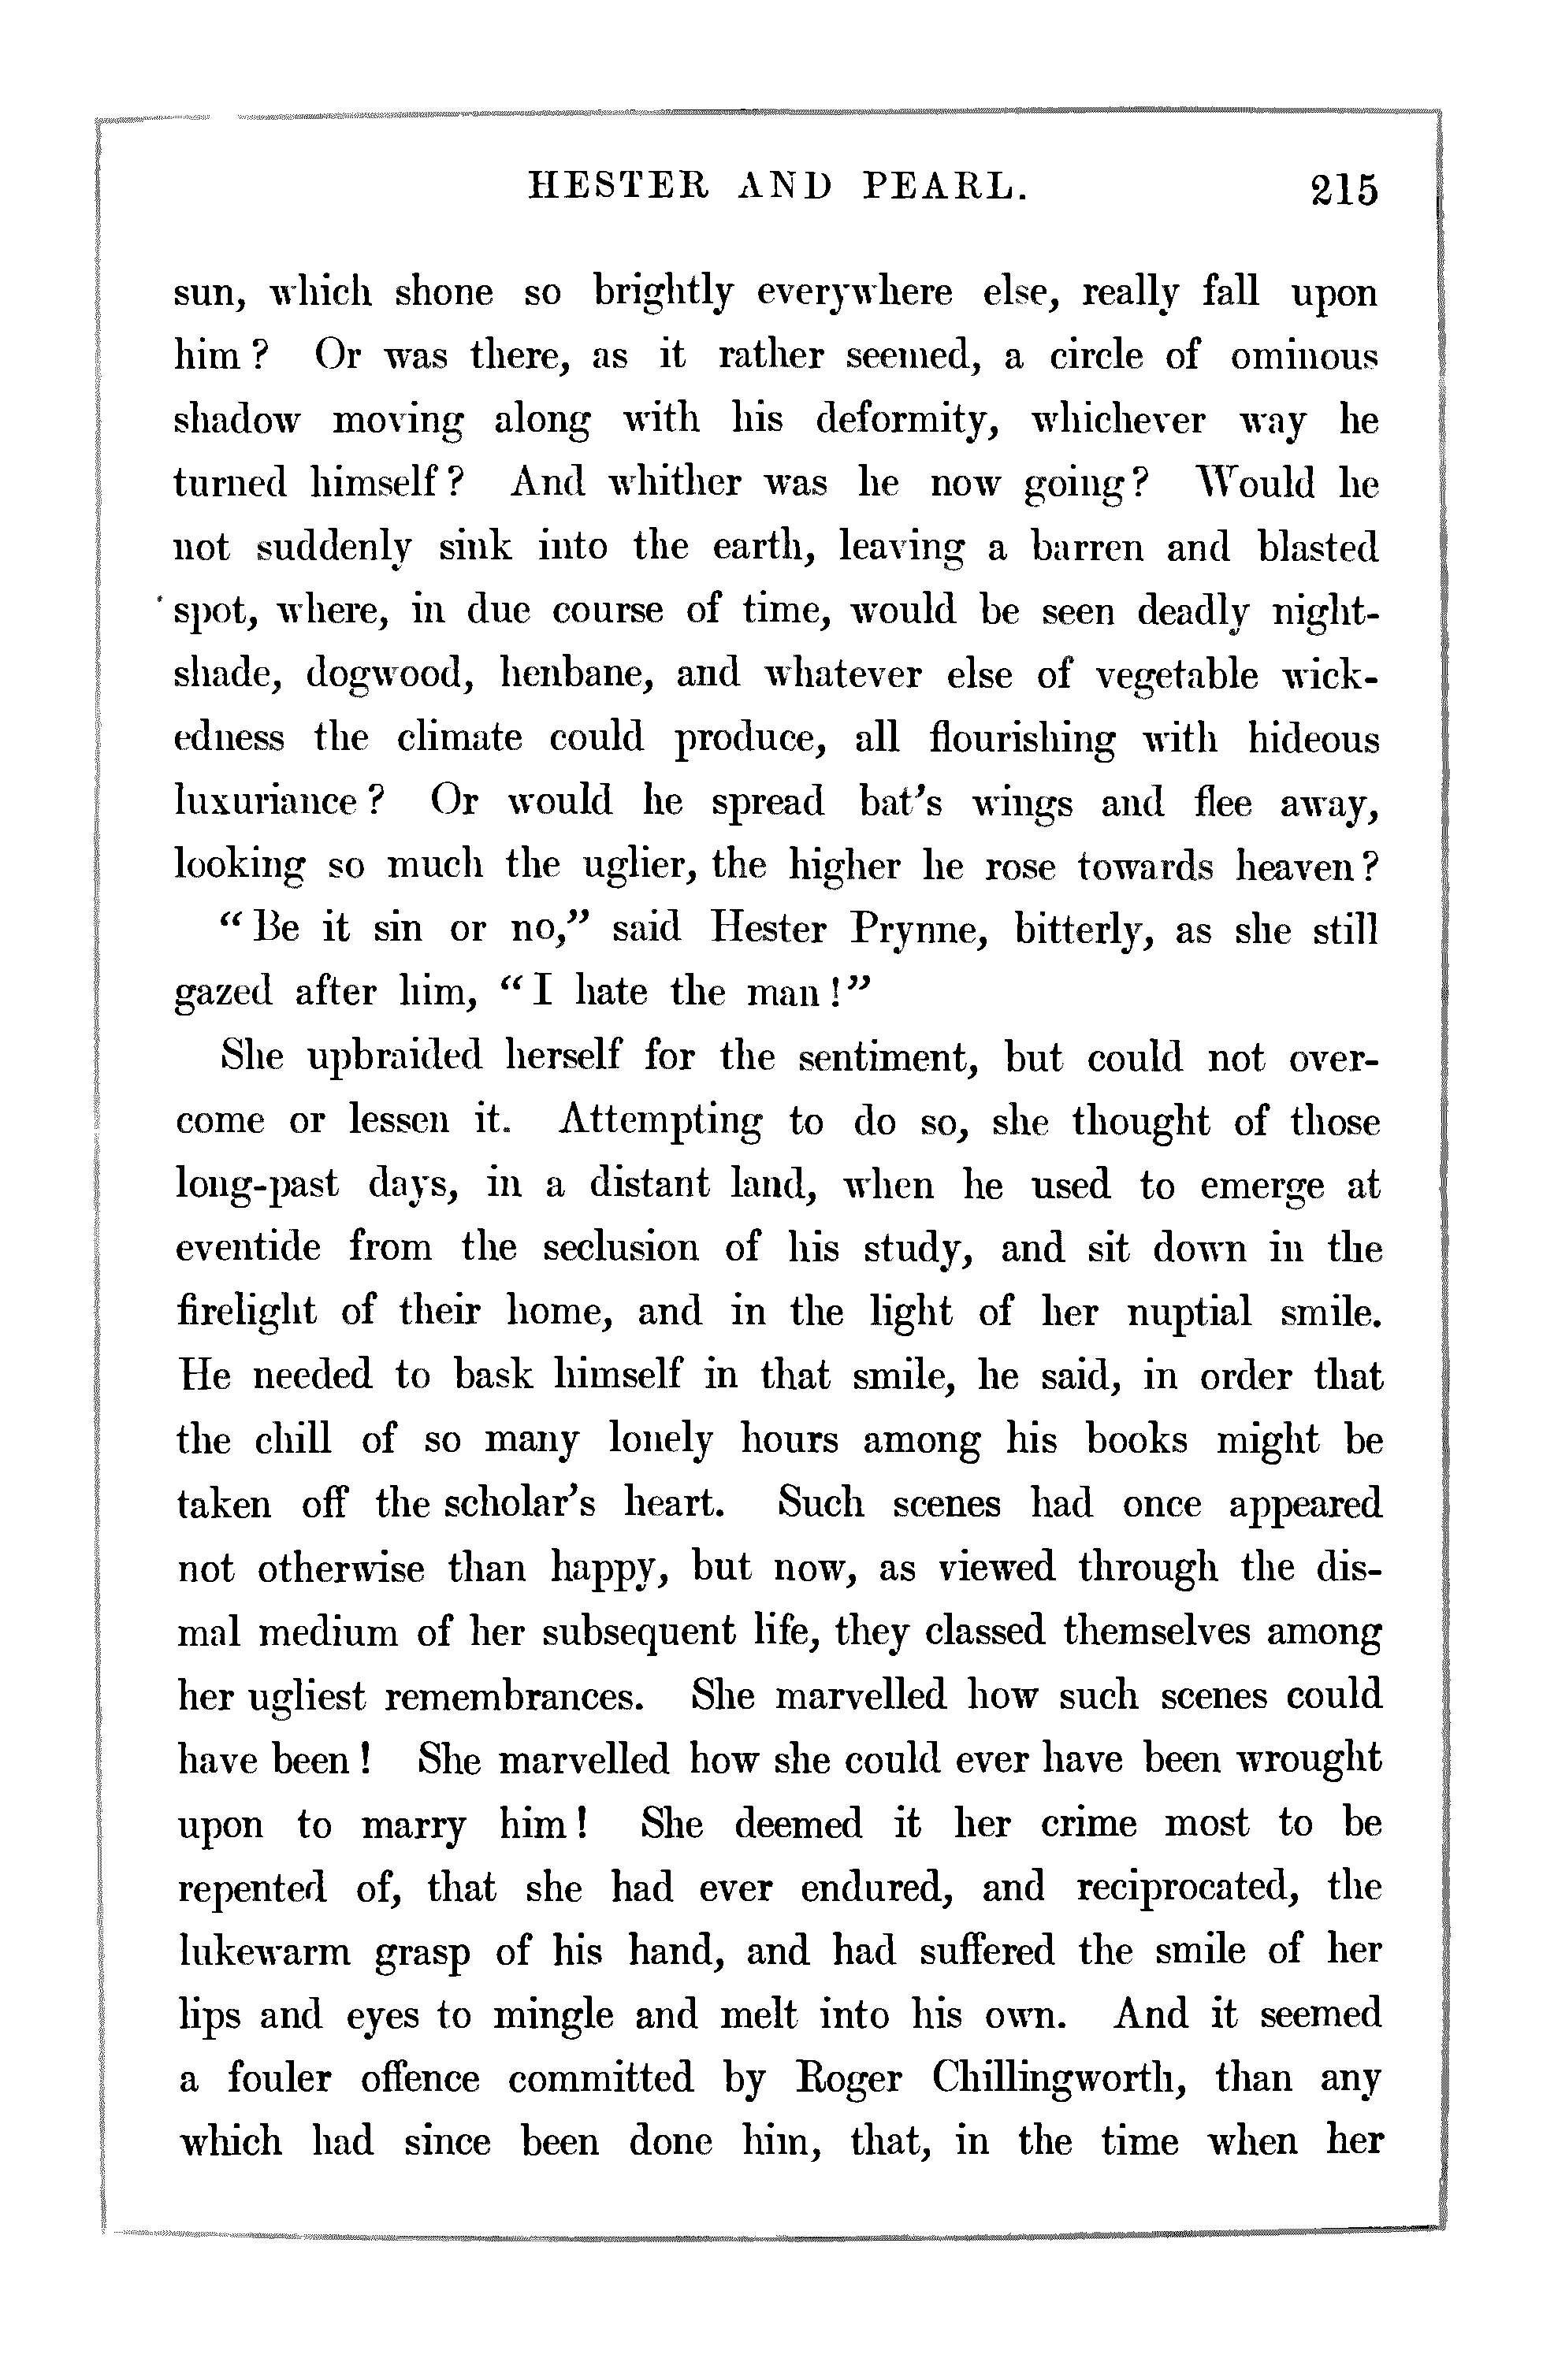 HESTER AND PEARL. 215
sun, which shone so brightly everywhere else, really fall upon
him? Or was there, as it rather seemed, a circle of ominous
shadow moving along with his deformity, whichever way he
turned himself? And whither was he now going? Would he
not suddenly sink into the earth, leaving a barren and blasted
spot, where, in due course of time, would be seen deadly night-
shade, dogwood, henbane, and whatever else of vegetable wick-
edness the climate could produce, all flourishing with hideous
luxuriance? Or would he spread bat's wings and flee away,
looking so much the uglier, the higher he rose towards heaven?
"Be it sin or no," said Hester Prynne, bitterly, as she still
gazed after him, "I hate the man!"
She upbraided herself for the sentiment, but could not over-
come or lessen it. Attempting to do so, she thought of those
long-past days, in a distant land, when he used to emerge at
eventide from the seclusion of his study, and sit down in the
firelight of their home, and in the light of her nuptial smile.
He needed to bask himself in that smile, he said, in order that
the chill of so many lonely hours among his books might be
taken off the scholar's heart. Such scenes had once appeared
not otherwise than happy, but now, as viewed through the dis-
mal medium of her subsequent life, they classed themselves among
her ugliest remembrances. She marvelled how such scenes could
have been! She marvelled how she could ever have been wrought
upon to marry him! She deemed it her crime most to be
repented of, that she had ever endured, and reciprocated, the
lukewarm grasp of his hand, and had suffered the smile of her
lips and eyes to mingle and melt into his own. And it seemed
a fouler offence committed by Roger Chillingworth, than any
which had since been done him, that, in the time when her